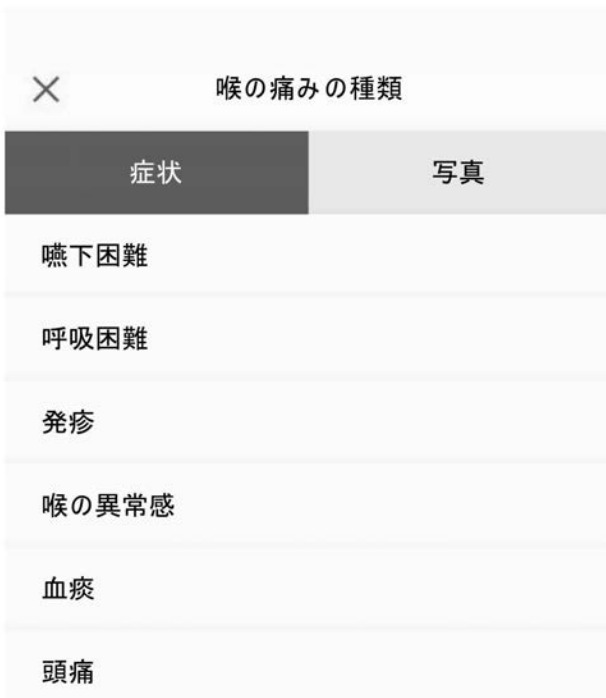 喉の痛みの種類
症状 写真
嚥下困難
呼吸困難
発疹
喉の異常感
血痰
頭痛